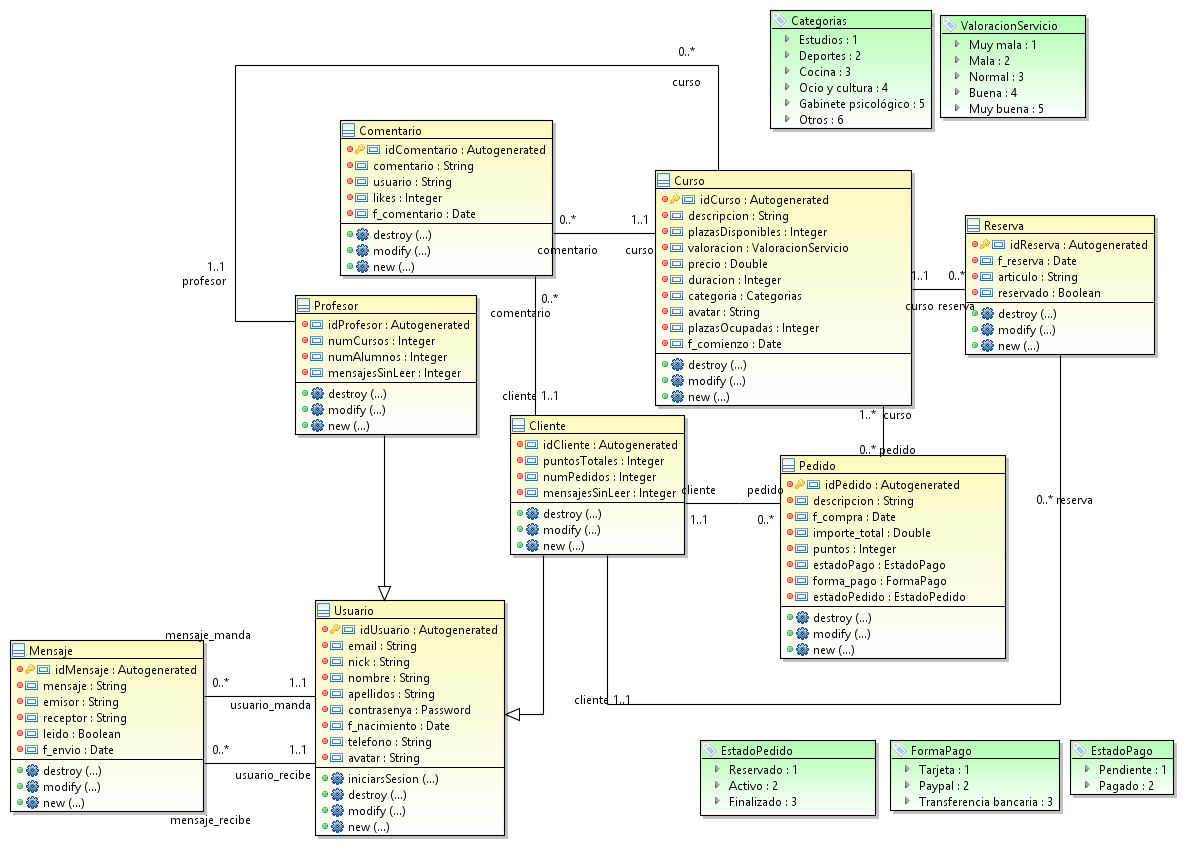 Categorias
Estudios : 1
Deportes : 2
Cocina : 3
Ocio y cultura : 4
Gabinete psicológico : 5
Otros : 6
ValoracionServicio
Muy mala : 1
Mala : 2
Normal : 3
Buena : 4
Muy buena : 5
0..*
curso
1..1
profesor
Comentario
idComentario : Autogenerated
comentario : String
usuario : String
likes : Integer
f_comentario : Date
destroy (...)
modify (...)
new (...)
0..*
1..1
comentario
curso
Curso
idCurso : Autogenerated
descripcion : String
plazasDisponibles : Integer
valoracion : ValoracionServicio
precio : Double
duracion : Integer
categoria : Categorias
avatar : String
plazasOcupadas : Integer
f_comienzo : Date
destroy (...)
modify (...)
new (...)
1..1
0..*
curso
reserva
Reserva
idReserva : Autogenerated
f_reserva : Date
articulo : String
reservado : Boolean
destroy (...)
modify (...)
new (...)
0..*
comentario
cliente 1..1
Profesor
idProfesor : Autogenerated
numCursos : Integer
numAlumnos : Integer
mensajesSinLeer : Integer
destroy (...)
modify (...)
new (...)
Cliente
idCliente : Autogenerated
puntosTotales : Integer
numPedidos : Integer
mensajesSinLeer : Integer
destroy (...)
modify (...)
new (...)
1..* curso
0..* pedido
cliente
pedido
1..1
0..*
Pedido
idPedido : Autogenerated
descripcion : String
f_compra : Date
importe_total : Double
puntos : Integer
estadoPago : EstadoPago
forma_pago : FormaPago
estadoPedido : EstadoPedido
destroy (...)
modify (...)
new (...)
0..* reserva
cliente 1..1
Usuario
idUsuario : Autogenerated
email : String
nick : String
nombre : String
apellidos : String
contrasenya : Password
f_nacimiento : Date
telefono : String
avatar : String
iniciarsSesion (...)
destroy (...)
modify (...)
new (...)
mensaje_manda
0..*
1..1
usuario_manda
0..*
1..1
usuario_recibe
mensaje_recibe
Mensaje
idMensaje : Autogenerated
mensaje : String
emisor : String
receptor : String
leido : Boolean
f_envio : Date
destroy (...)
modify (...)
new (...)
EstadoPedido
Reservado : 1
Activo : 2
Finalizado : 3
FormaPago
Tarjeta : 1
Paypal : 2
Transferencia bancaria : 3
EstadoPago
Pendiente : 1
Pagado : 2